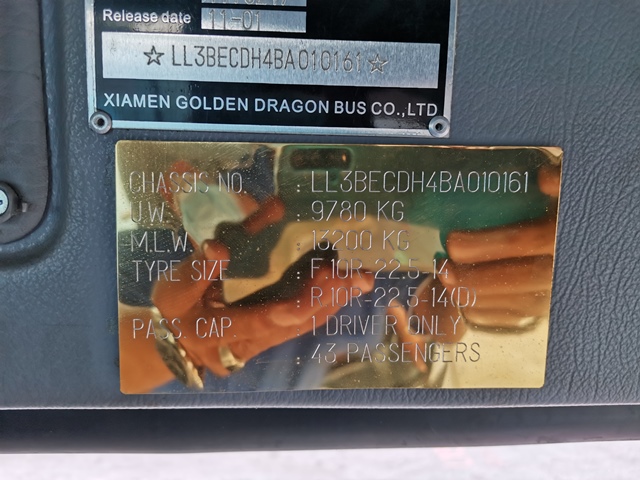 Release date 11-01
☆LL3BECDH4BA010161☆
XIAMEN GOLDEN DRAGON BUS CO.,LTD
CHASSIS NO. : LL3BECDH4BA010161
U.W. : 9780 KG
M.L.W. : 13200 KG
TYRE SIZE : F.10R-22.5-14
: R.10R-22.5-14(D)
PASS. CAP. : 1 DRIVER ONLY
: 43 PASSENGERS